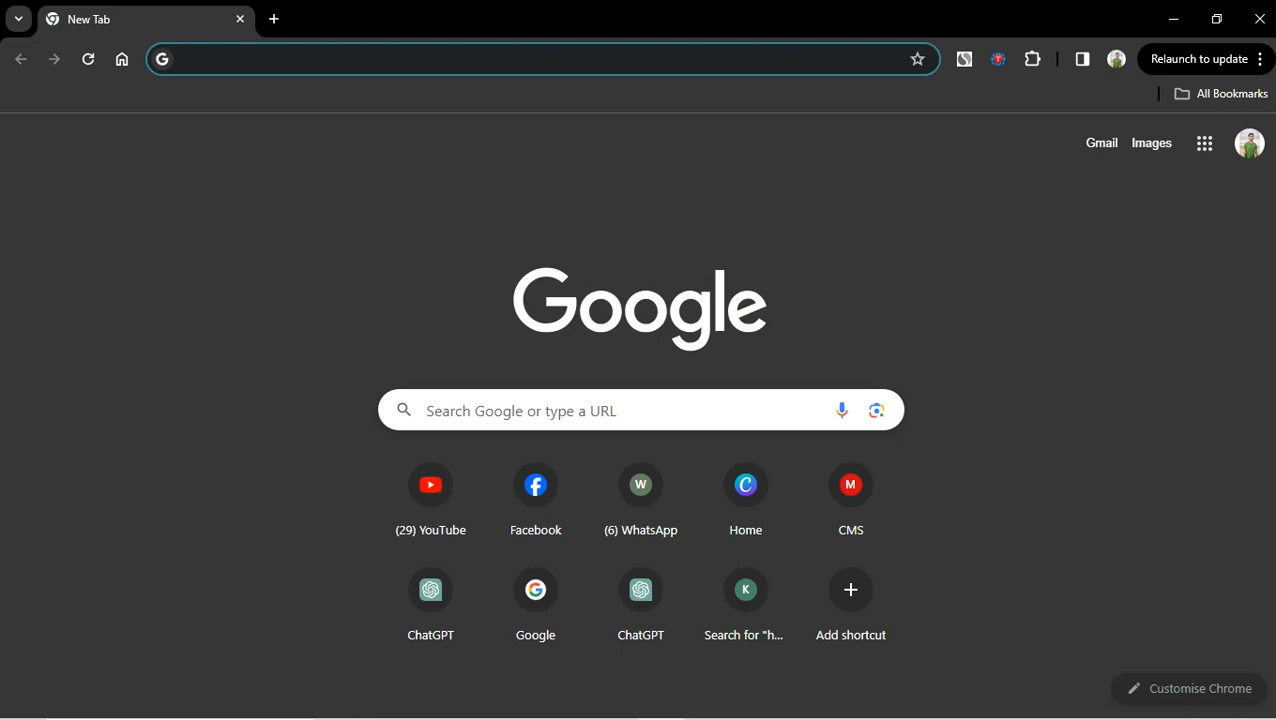 New Tab
Relaunch to update
All Bookmarks
Gmail Images
Google
Search Google or type a URL
W
M
(29) YouTube Facebook (6) WhatsApp Home CMS
K
ChatGPT Google ChatGPT Search for "h... Add shortcut
Customise Chrome